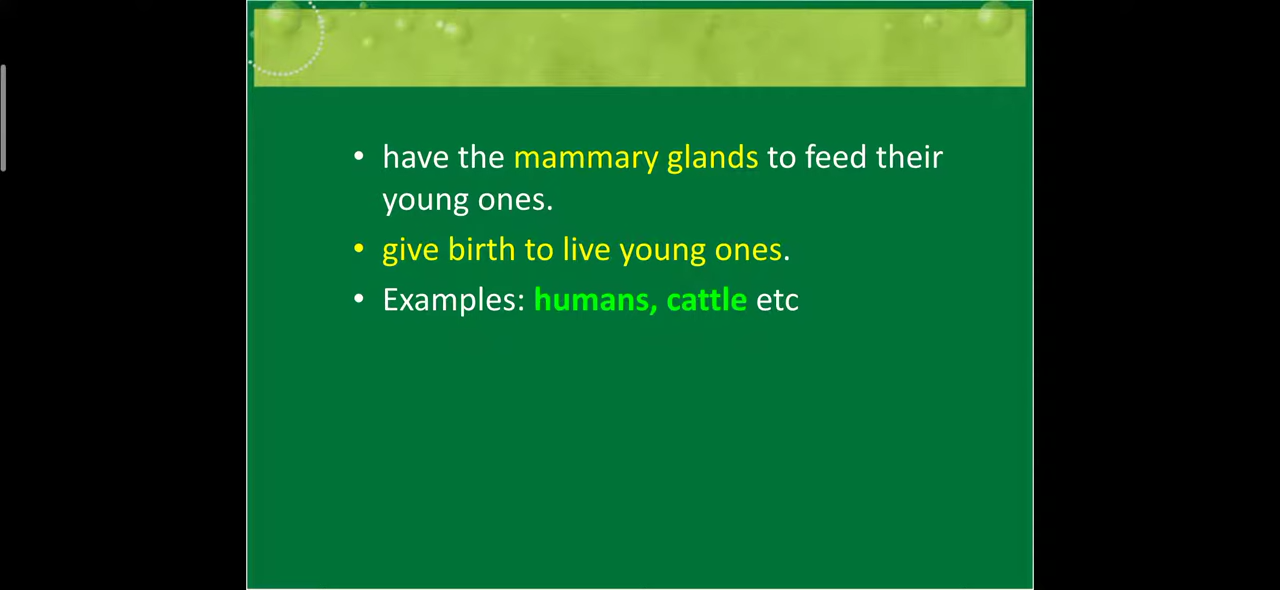 • have the mammary glands to feed their
young ones.
• give birth to live young ones.
• Examples: humans, cattle etc